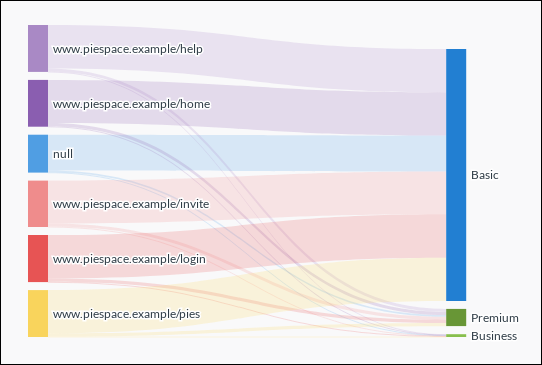 www.piespace.example/help
www.piespace.example/home
null
www.piespace.example/invite
www.piespace.example/login
www.piespace.example/pies
Basic
Premium
Business